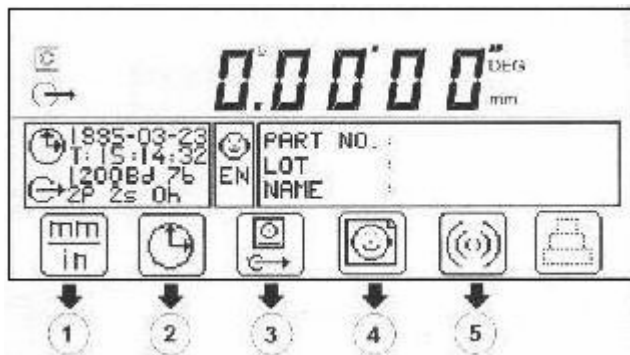 C
0.0000
DEG
mm
1995-03-23
T: 15:14:32
1200Bd 7b
2P 2s 0h
EN
PART NO. :
LOT :
NAME :
mm
in
1 2 3 4 5